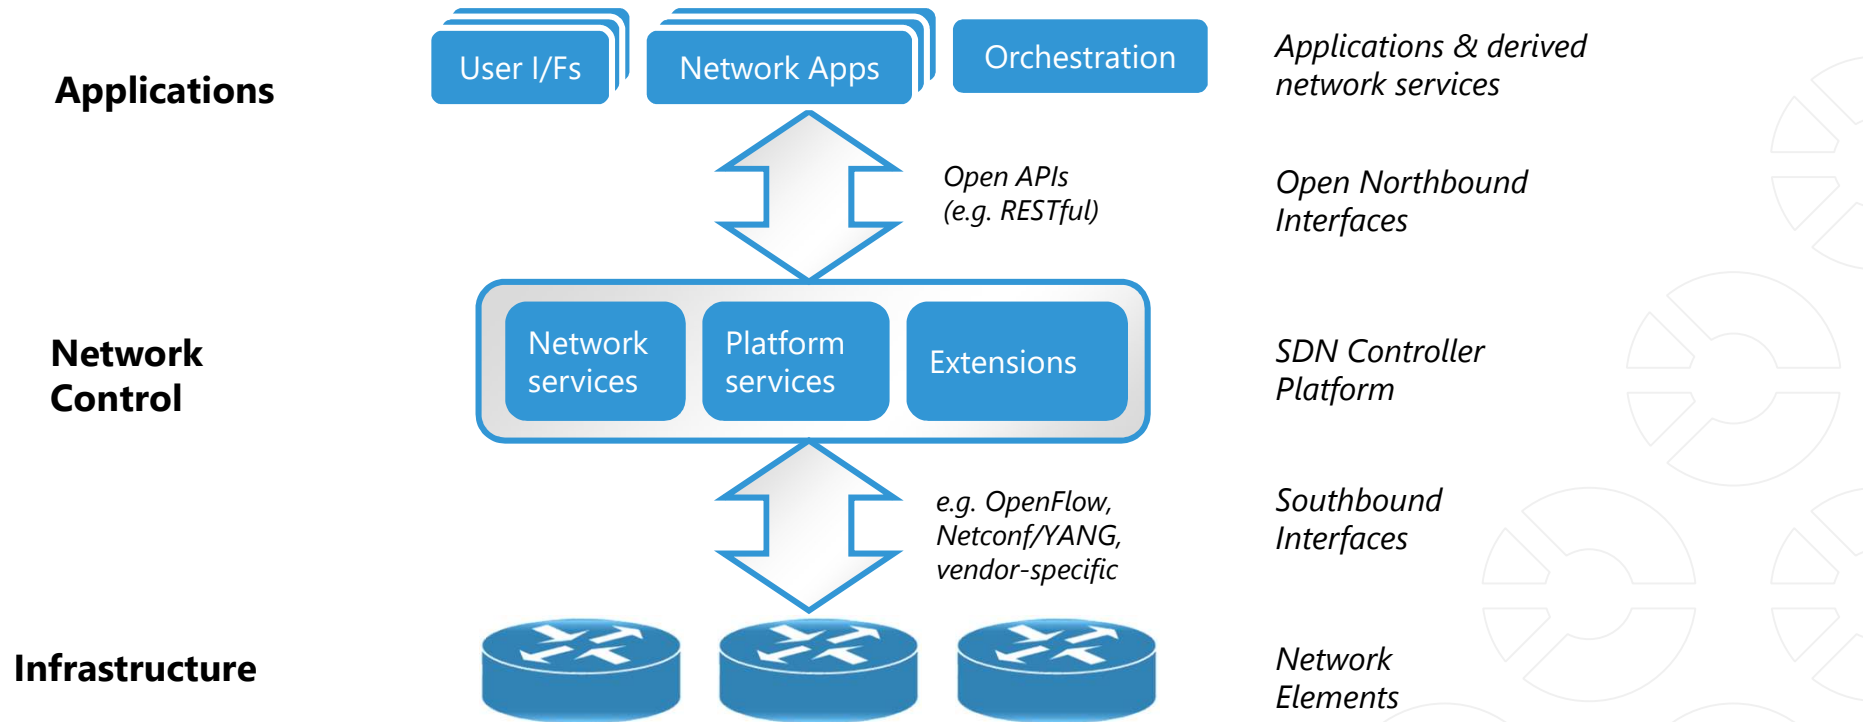 User I/Fs
Network Apps
Orchestration
Applications & derived
network services
Applications
Open APIs
(e.g. RESTful)
Open Northbound
Interfaces
Network
Control
Network
services
Platform
services
Extensions
SDN Controller
Platform
e.g. OpenFlow,
Netconf/YANG,
vendor-specific
Southbound
Interfaces
Infrastructure
Network
Elements